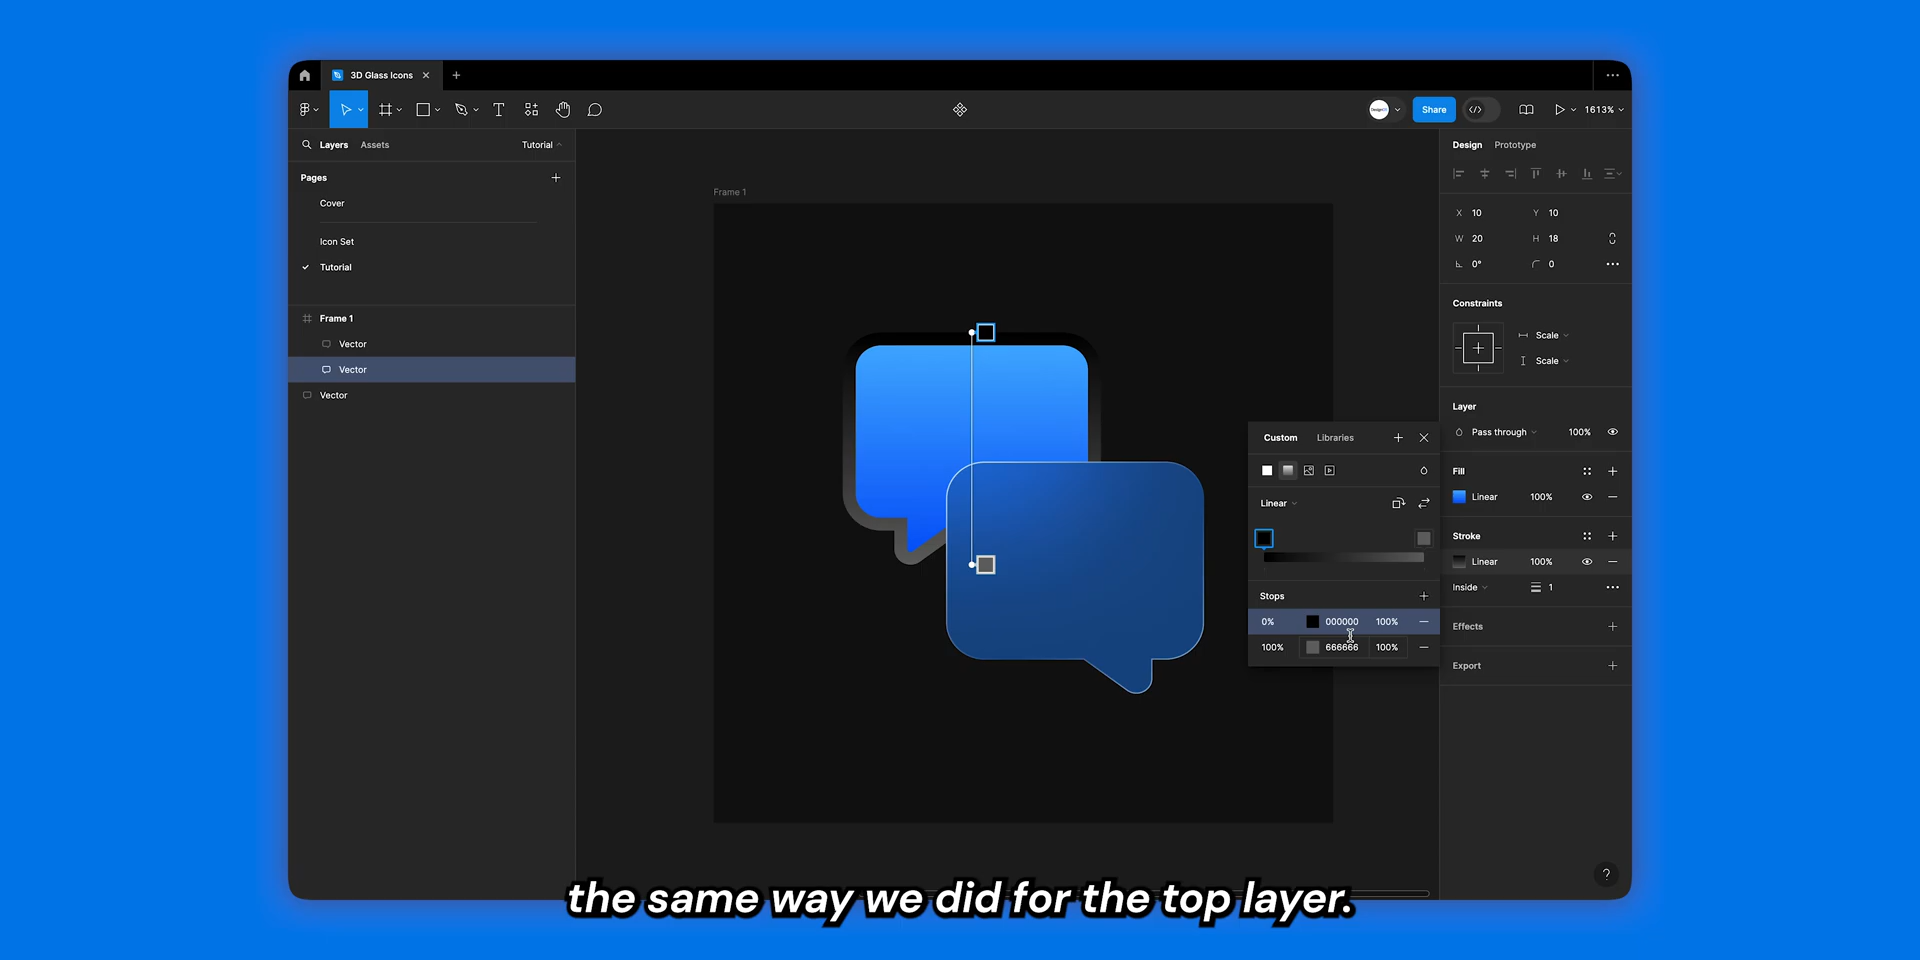 3D Glass Icons
Share
1613%
Layers
Assets
Tutorial
Pages
Cover
Icon Set
Tutorial
Frame 1
Vector
Vector
Vector
Frame 1
Custom
Libraries
Linear
Stops
0%
000000
100%
100%
666666
100%
Design
Prototype
X 10
Y 10
W 20
H 18
0°
0
Constraints
Scale
Scale
Layer
Pass through
100%
Fill
Linear
100%
Stroke
Linear
100%
Inside
1
Effects
Export
?
the same way we did for the top layer.